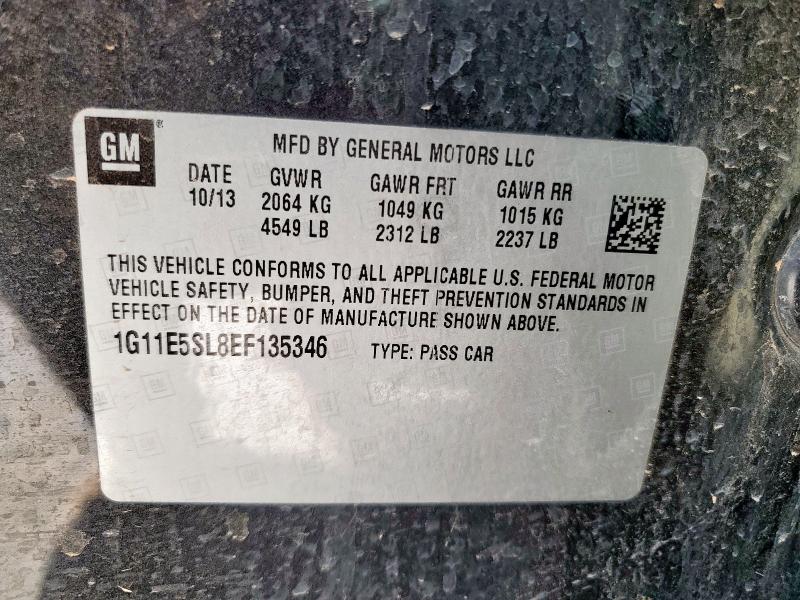 GM
MFD BY GENERAL MOTORS LLC
DATE GVWR GAWR FRT GAWR RR
10/13 2064 KG 1049 KG 1015 KG
4549 LB 2312 LB 2237 LB
THIS VEHICLE CONFORMS TO ALL APPLICABLE U.S. FEDERAL MOTOR
VEHICLE SAFETY, BUMPER, AND THEFT PREVENTION STANDARDS IN
EFFECT ON THE DATE OF MANUFACTURE SHOWN ABOVE.
1G11E5SL8EF135346 TYPE: PASS CAR